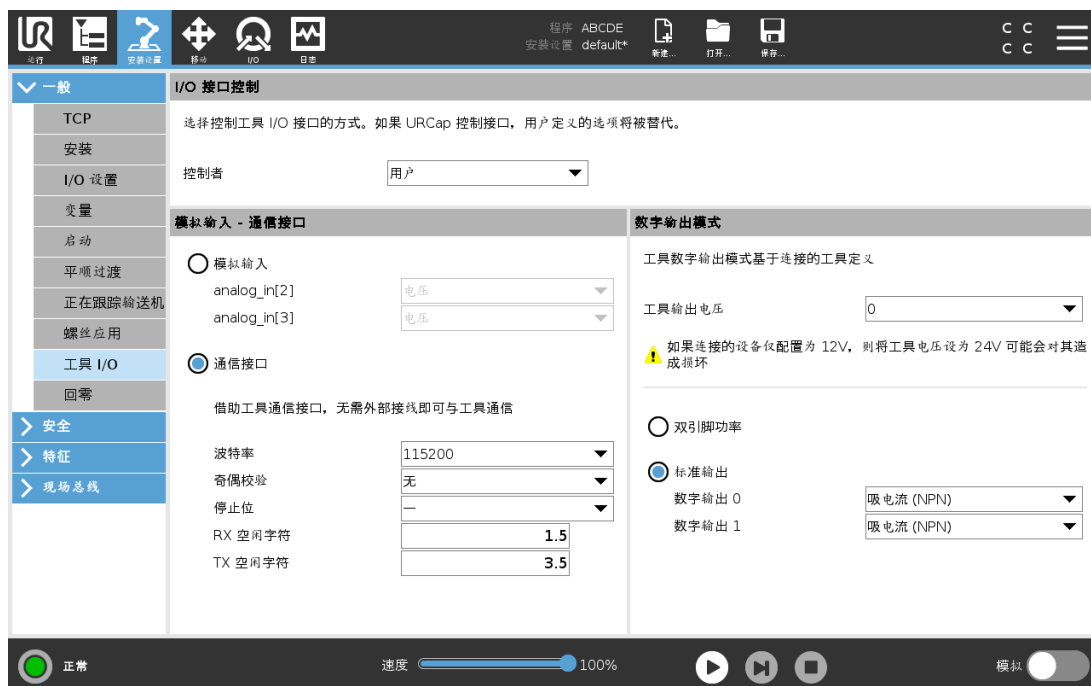 UR
运行
程序
安装设置
移动
I/O
日志
程序 ABCDE
安装设置 default*
新建...
打开...
保存...
C C
C C
一般
TCP
安装
I/O 设置
变量
启动
平顺过渡
正在跟踪输送机
螺丝应用
工具 I/O
回零
安全
特征
现场总线
I/O 接口控制
选择控制工具 I/O 接口的方式。如果 URCap 控制接口，用户定义的选项将被替代。
控制者 用户
模拟输入 - 通信接口
模拟输入
analog_in[2] 电压
analog_in[3] 电压
通信接口
借助工具通信接口，无需外部接线即可与工具通信
波特率 115200
奇偶校验 无
停止位 一
RX 空闲字符 1.5
TX 空闲字符 3.5
数字输出模式
工具数字输出模式基于连接的工具定义
工具输出电压 0
如果连接的设备仅配置为 12V，则将工具电压设为 24V 可能会对其造
成损坏
双引脚功率
标准输出
数字输出 0 吸电流 (NPN)
数字输出 1 吸电流 (NPN)
正常
速度 100%
模拟